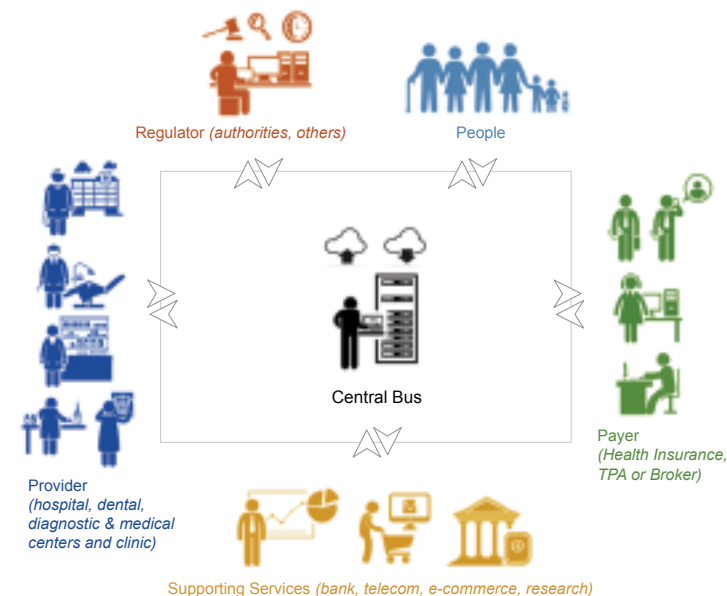 Regulator (authorities, others)
People
Central Bus
Provider
(hospital, dental,
diagnostic & medical
centers and clinic)
Payer
(Health Insurance,
TPA or Broker)
Supporting Services (bank, telecom, e-commerce, research)